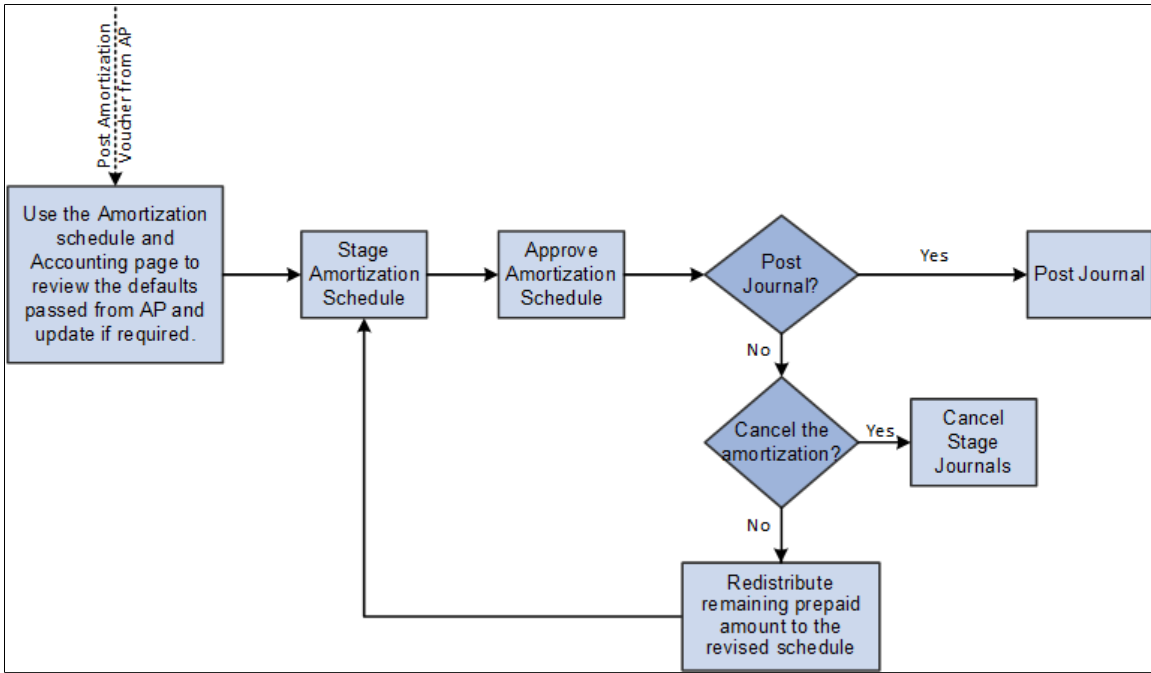 Post Amortization
Voucher from AP
Use the Amortization
schedule and
Accounting page to
review the defaults
passed from AP and
update if required.
Stage
Amortization
Schedule
Approve
Amortization
Schedule
Post
Journal?
Yes
Post Journal
No
Cancel the
amortization?
Yes
Cancel
Stage
Journals
No
Redistribute
remaining prepaid
amount to the
revised schedule